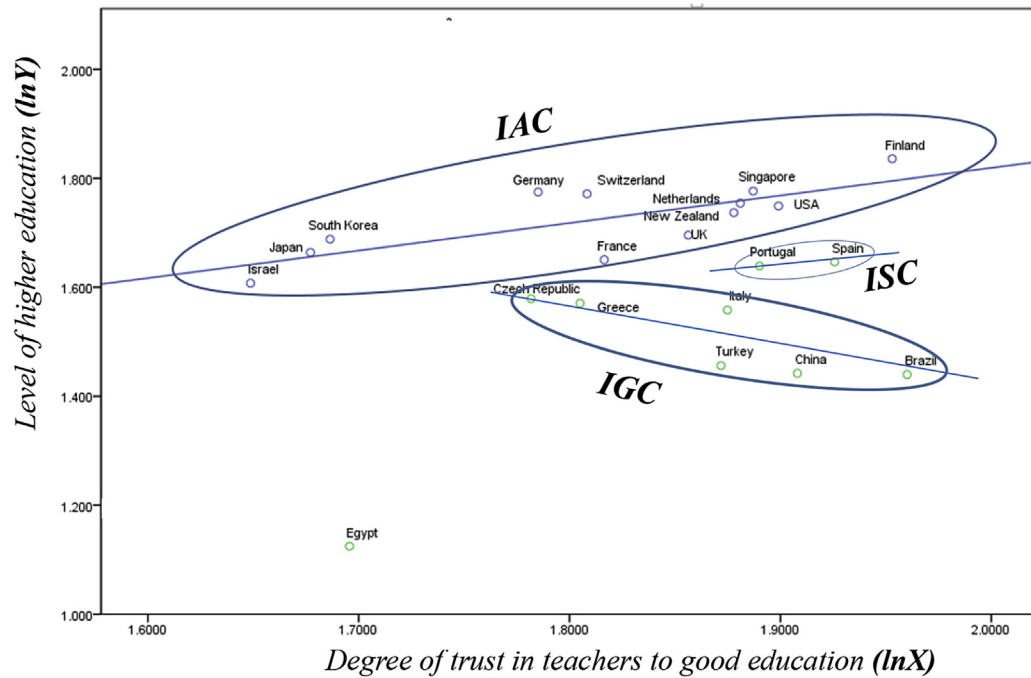 Level of higher education (lnY)
2.000
1.800
1.600
1.400
1.200
1.000
IAC
Finland
Germany
Switzerland
Singapore
Netherlands
USA
New Zealand
South Korea
UK
Japan
France
Israel
Portugal
Spain
ISC
Czech Republic
Greece
Italy
Turkey
China
Brazil
IGC
Egypt
1.6000
1.7000
1.8000
1.9000
2.0000
Degree of trust in teachers to good education (lnX)